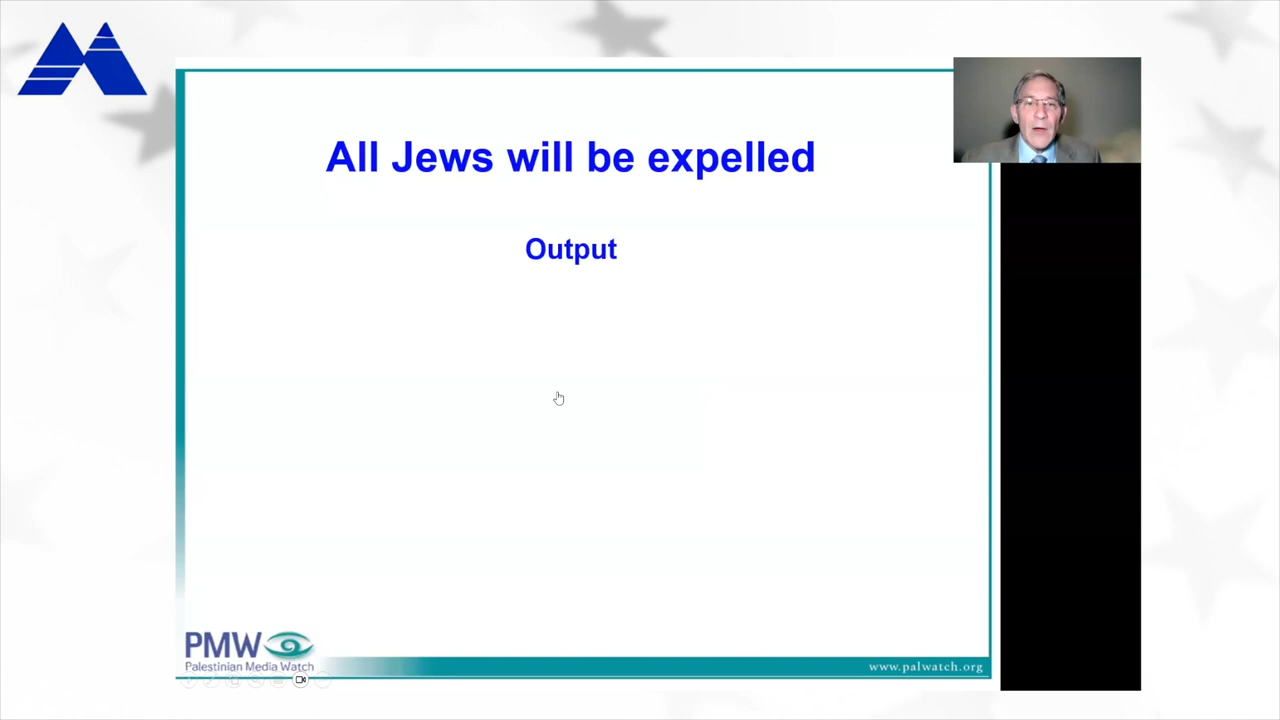 All Jews will be expelled
Output
PMW
Palestinian Media Watch
www.palwatch.org